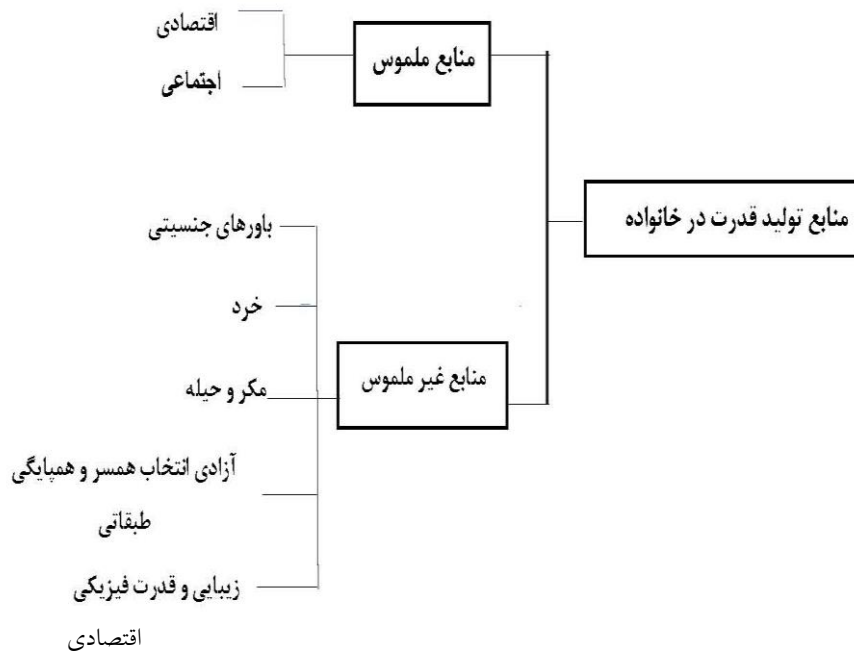 منابع تولید قدرت در خانواده
منابع ملموس
اقتصادی
اجتماعی
منابع غیر ملموس
باورهای جنسیتی
خرد
مکر و حیله
آزادی انتخاب همسر و همپایگی
طبقاتی
زیبایی و قدرت فیزیکی
اقتصادی